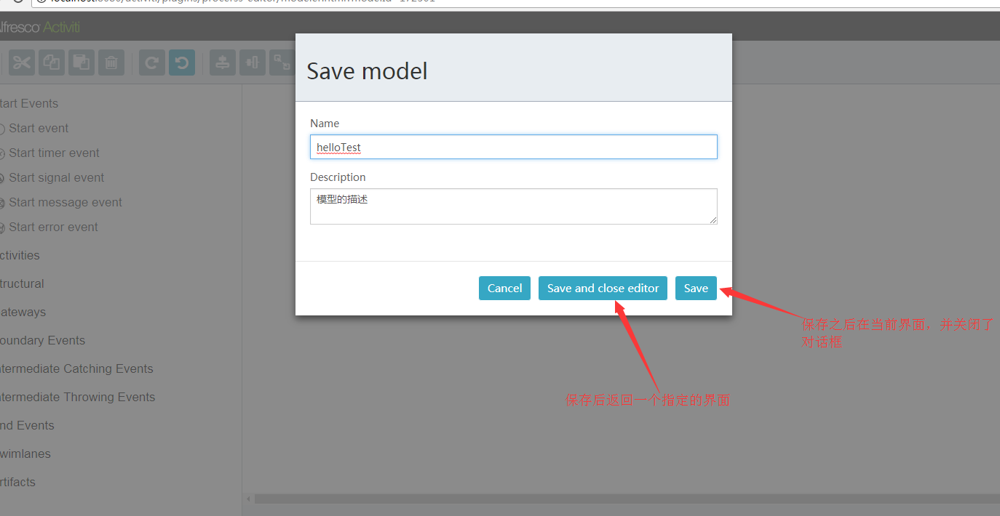 lfresco Activiti
Save model
Name
helloTest
Description
模型的描述
Cancel
Save and close editor
Save
保存之后在当前界面，并关闭了
对话框
保存后返回一个指定的界面
tart Events
Start event
Start timer event
Start signal event
Start message event
Start error event
ctivities
tructural
ateways
oundary Events
ntermediate Catching Events
ntermediate Throwing Events
nd Events
wimlanes
rtifacts